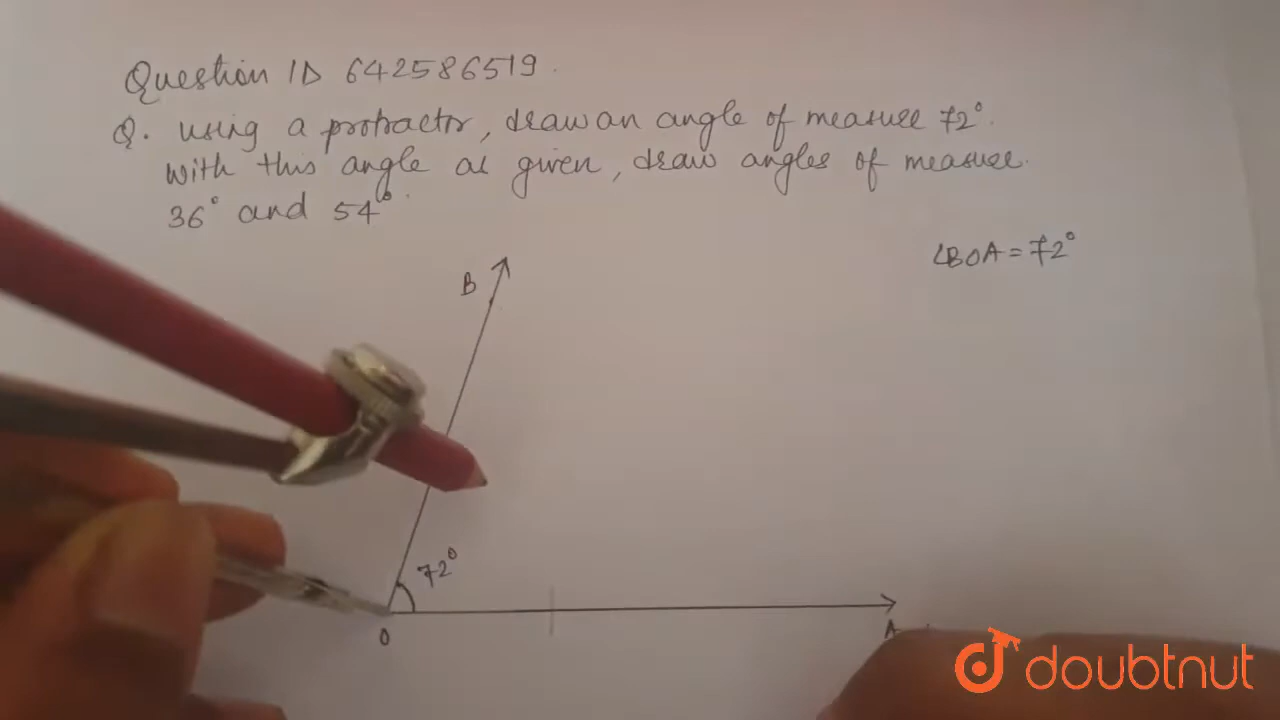 Question ID 642586519.
Q. using a protractor, draw an angle of measure 72°.
With this angle as given, draw angles of measure.
36° and 54°.
∠BOA = 72°
B
72°
O
A
doubtnut